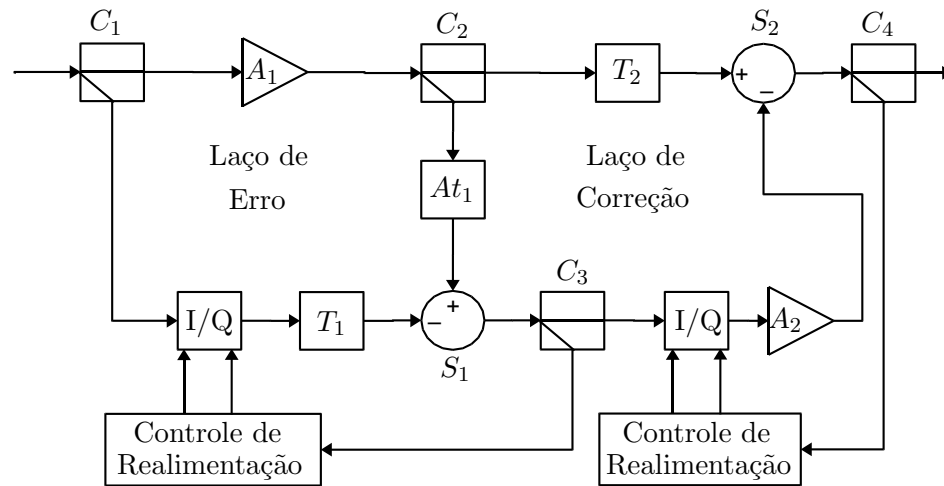 C1
C2
S2
C4
A1
T2
+
−
Laço de
Erro
Laço de
Correção
At1
C3
I/Q
T1
+
−
S1
I/Q
A2
Controle de
Realimentação
Controle de
Realimentação